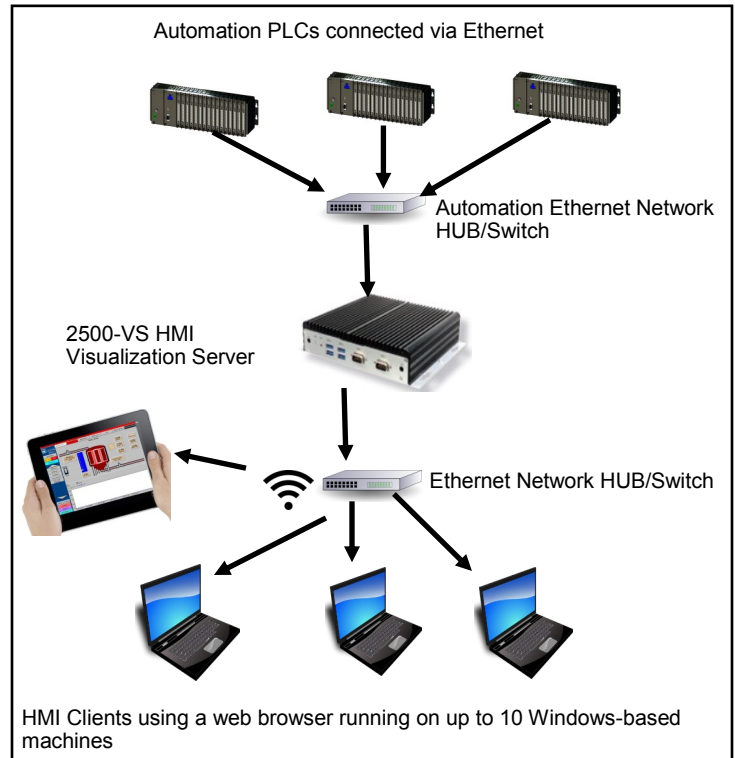 Automation PLCs connected via Ethernet
Automation Ethernet Network
HUB/Switch
2500-VS HMI
Visualization Server
Ethernet Network HUB/Switch
HMI Clients using a web browser running on up to 10 Windows-based
machines